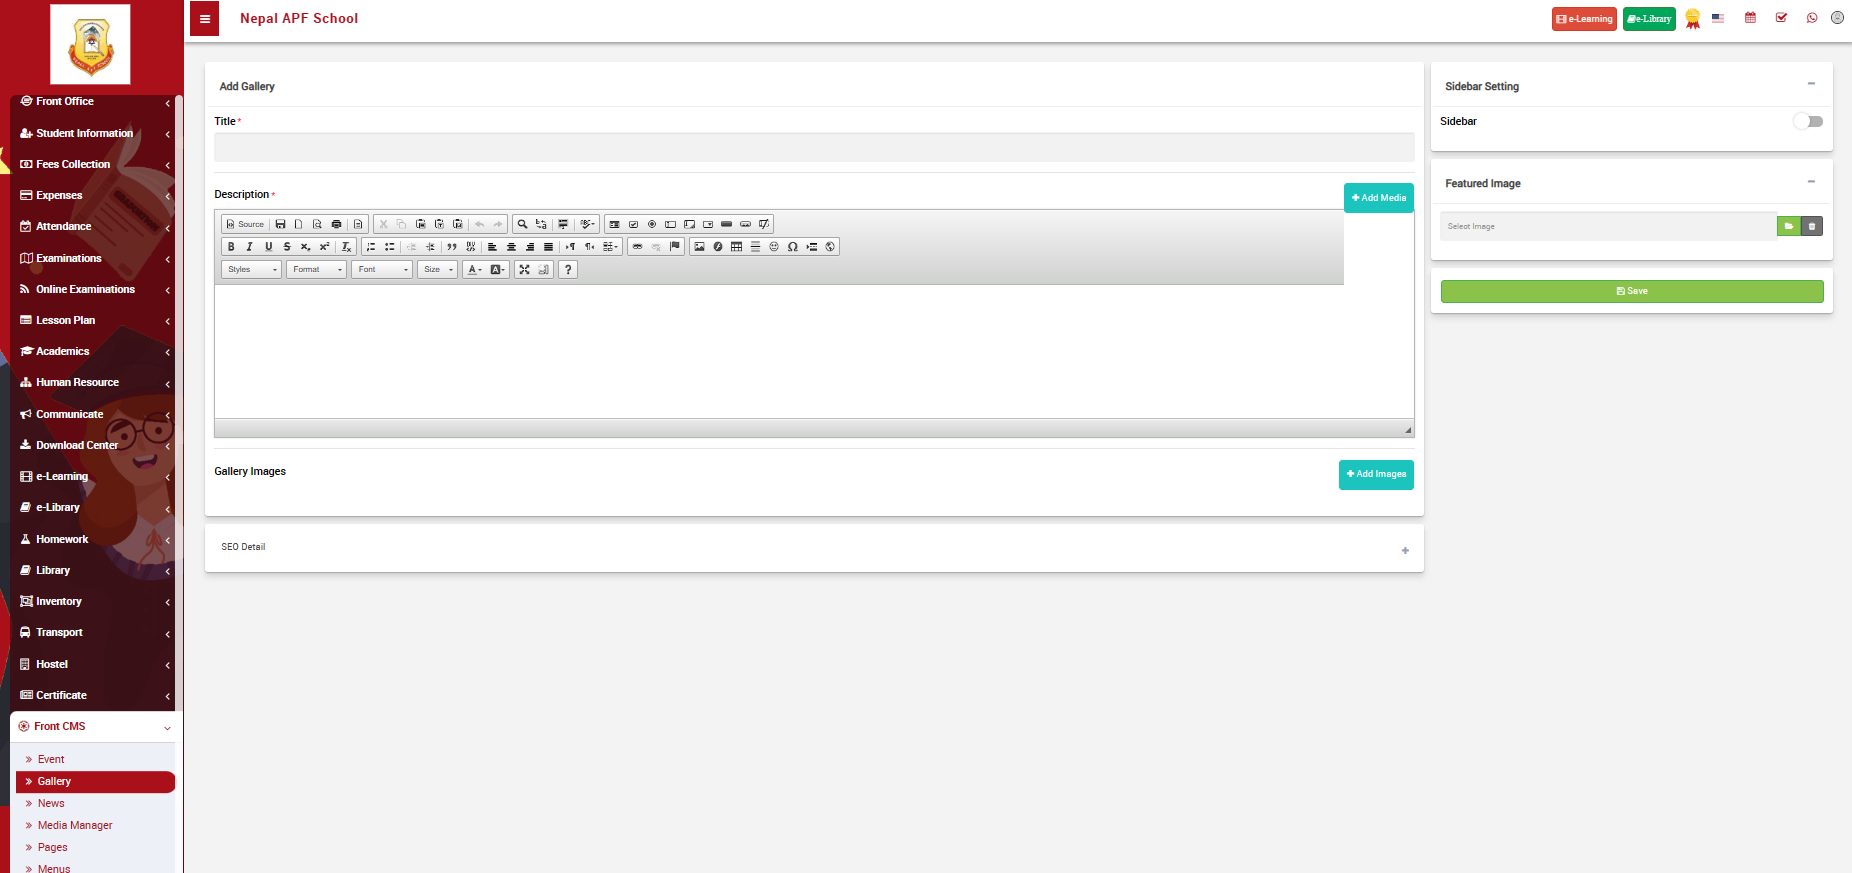 Nepal APF School
e-Learning
e-Library
Front Office
Student Information
Fees Collection
Expenses
Attendance
Examinations
Online Examinations
Lesson Plan
Academics
Human Resource
Communicate
Download Center
e-Learning
e-Library
Homework
Library
Inventory
Transport
Hostel
Certificate
Front CMS
Event
Gallery
News
Media Manager
Pages
Menus
Add Gallery
Title *
Description *
Add Media
Source
Styles
Format
Font
Size
Gallery Images
Add Images
SEO Detail
Sidebar Setting
Sidebar
Featured Image
Select Image
Save